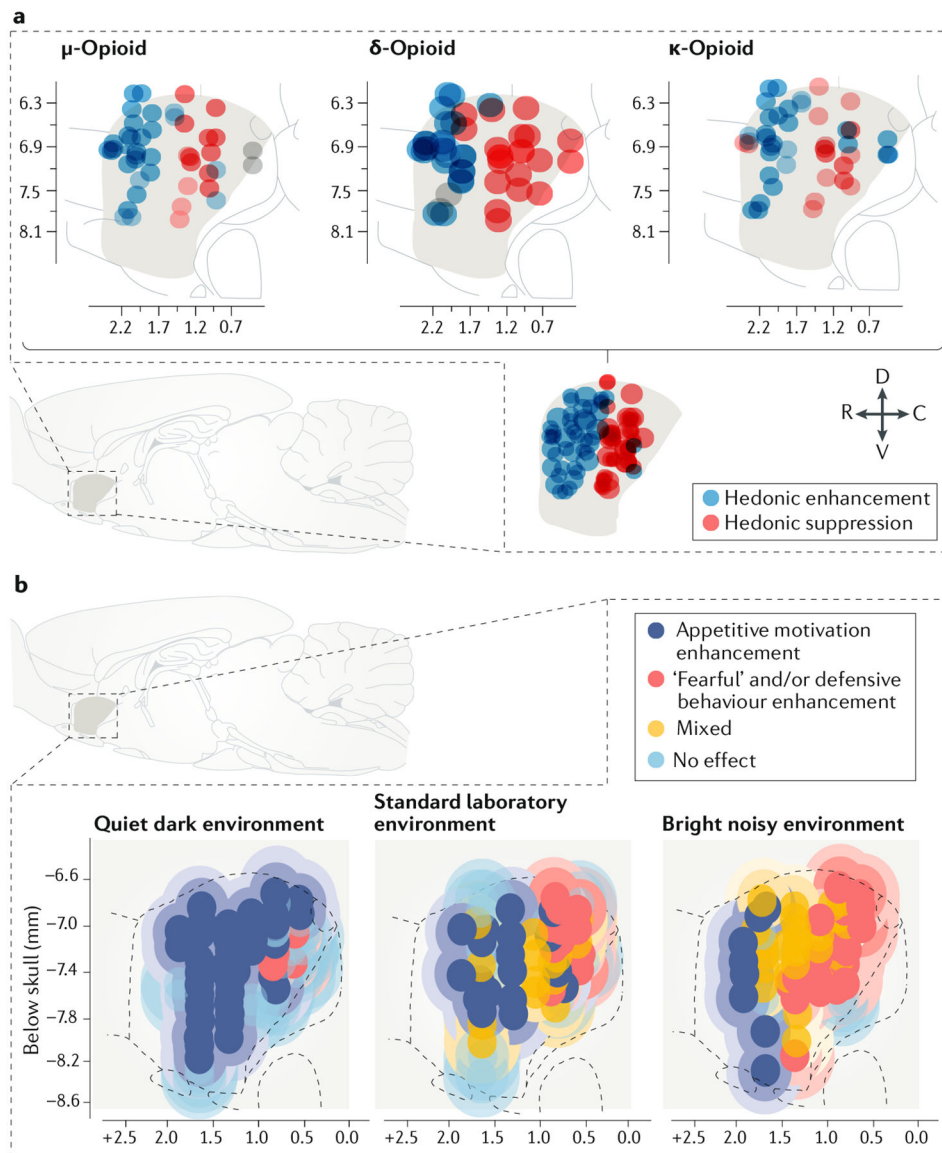 a
μ-Opioid
δ-Opioid
κ-Opioid
6.3
6.9
7.5
8.1
2.2 1.7 1.2 0.7
6.3
6.9
7.5
8.1
2.2 1.7 1.2 0.7
6.3
6.9
7.5
8.1
2.2 1.7 1.2 0.7
D
R C
V
Hedonic enhancement
Hedonic suppression
b
Appetitive motivation
enhancement
'Fearful' and/or defensive
behaviour enhancement
Mixed
No effect
Quiet dark environment
Standard laboratory
environment
Bright noisy environment
Below skull (mm)
–6.6
–7.0
–7.4
–7.8
–8.2
–8.6
+2.5 2.0 1.5 1.0 0.5 0.0
+2.5 2.0 1.5 1.0 0.5 0.0
+2.5 2.0 1.5 1.0 0.5 0.0